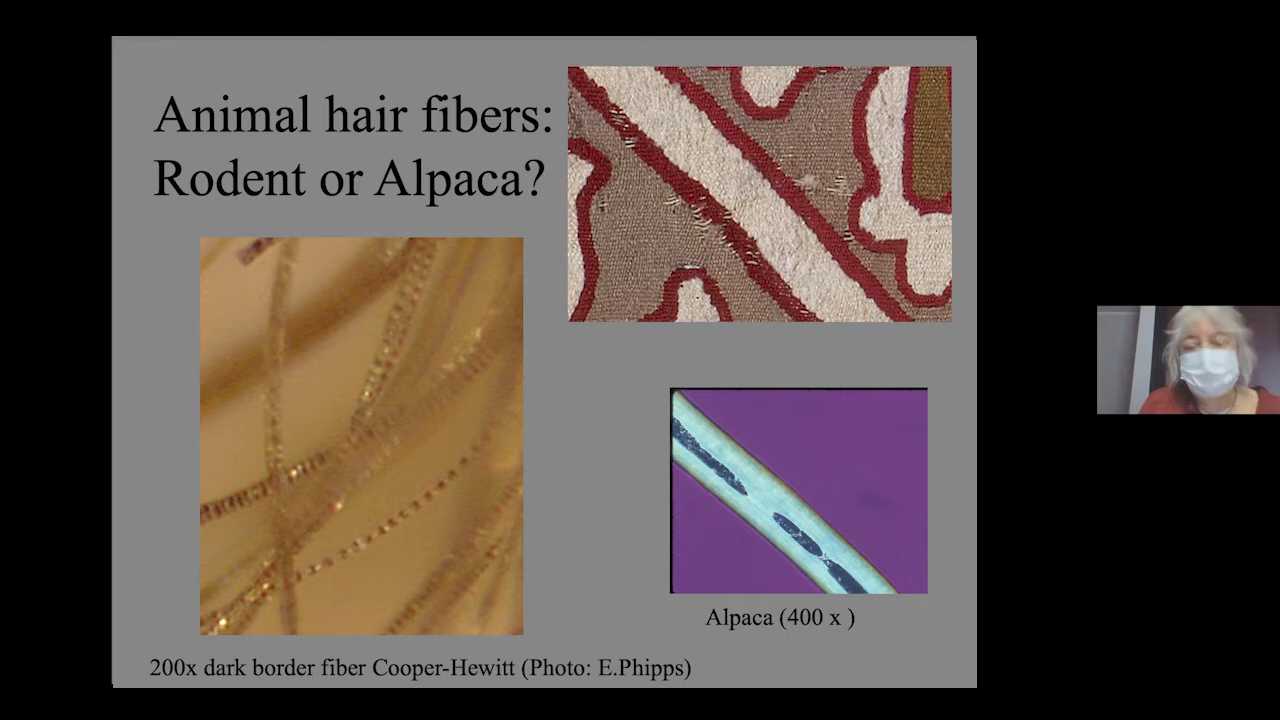 Animal hair fibers:
Rodent or Alpaca?
Alpaca (400 x )
200x dark border fiber Cooper-Hewitt (Photo: E.Phipps)